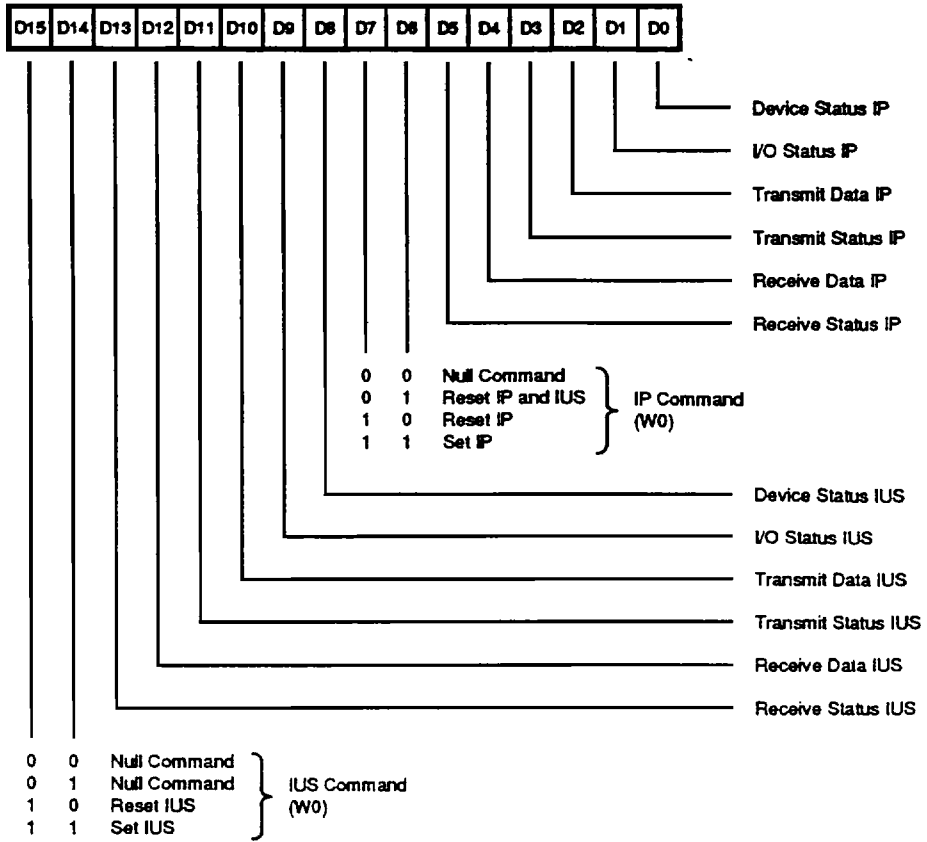 D15 D14 D13 D12 D11 D10 D9 D8 D7 D6 D5 D4 D3 D2 D1 D0
Device Status IP
I/O Status IP
Transmit Data IP
Transmit Status IP
Receive Data IP
Receive Status IP
0 0 Null Command
0 1 Reset IP and IUS
1 0 Reset IP
1 1 Set IP
IP Command
(W0)
Device Status IUS
I/O Status IUS
Transmit Data IUS
Transmit Status IUS
Receive Data IUS
Receive Status IUS
0 0 Null Command
0 1 Null Command
1 0 Reset IUS
1 1 Set IUS
IUS Command
(W0)